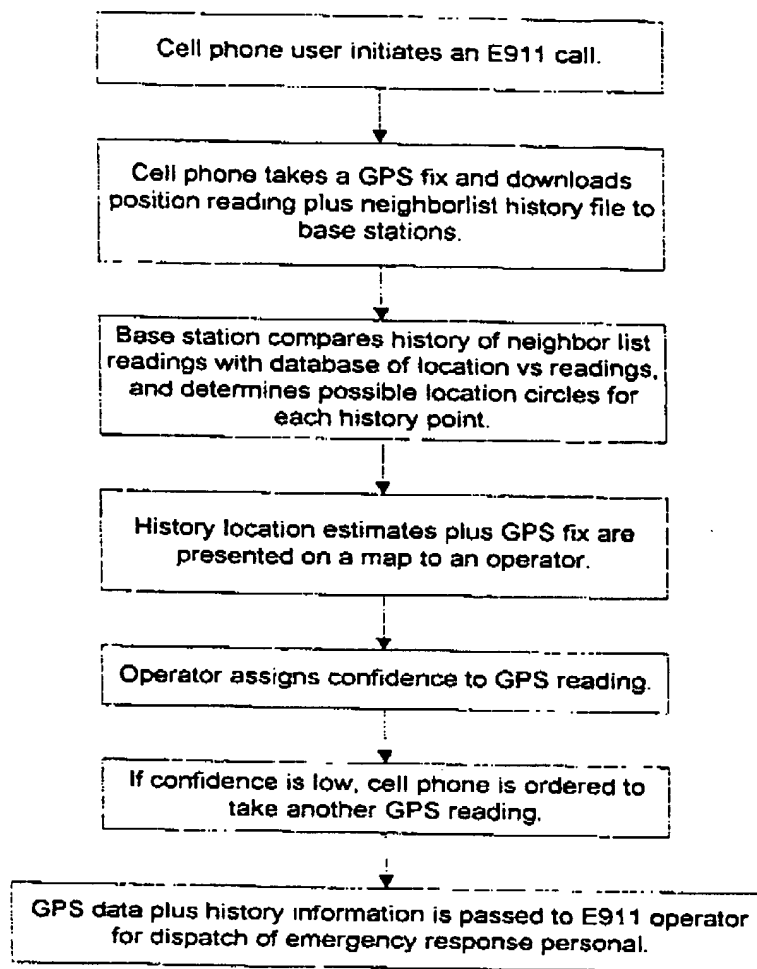 Cell phone user initiates an E911 call.
Cell phone takes a GPS fix and downloads
position reading plus neighborlist history file to
base stations.
Base station compares history of neighbor list
readings with database of location vs readings,
and determines possible location circles for
each history point.
History location estimates plus GPS fix are
presented on a map to an operator.
Operator assigns confidence to GPS reading.
If confidence is low, cell phone is ordered to
take another GPS reading.
GPS data plus history information is passed to E911 operator
for dispatch of emergency response personal.